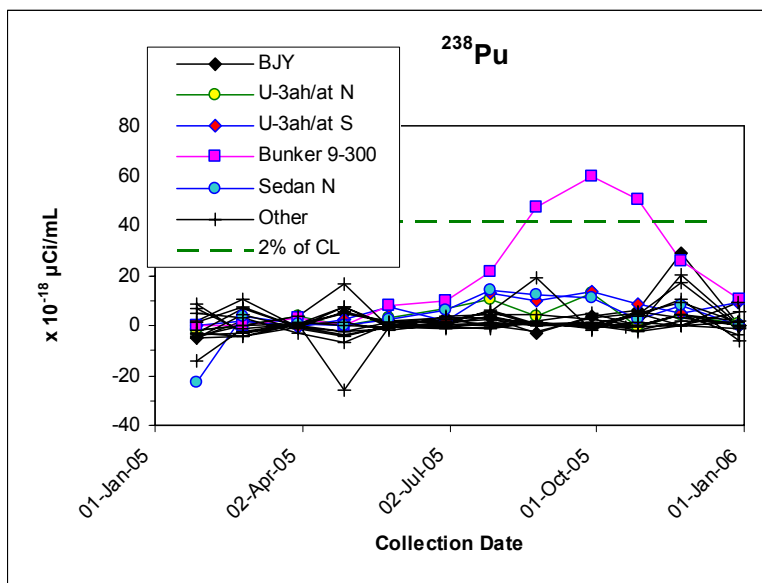 ²³⁸Pu
BJY
U-3ah/at N
U-3ah/at S
Bunker 9-300
Sedan N
Other
2% of CL
80
60
40
20
0
-20
-40
x 10⁻¹⁸ µCi/mL
01-Jan-05
02-Apr-05
02-Jul-05
01-Oct-05
01-Jan-06
Collection Date